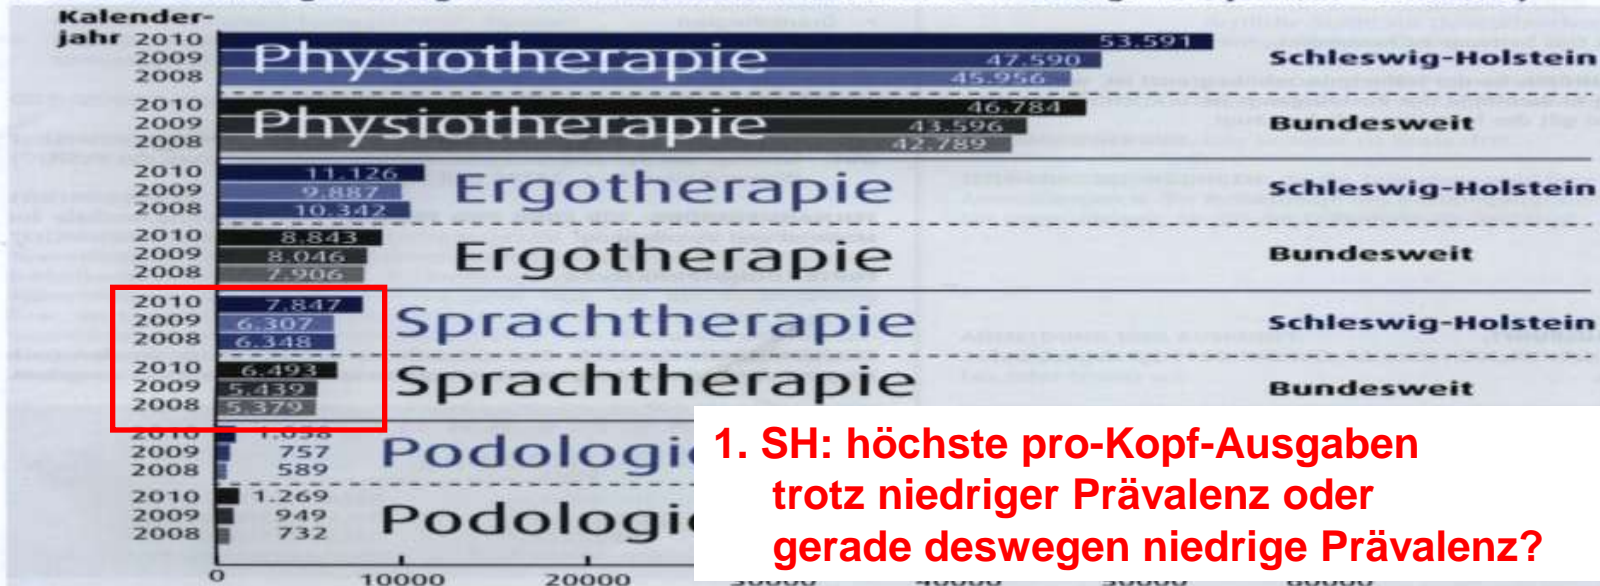 Kalender-
jahr 2010 53.591
2009 Physiotherapie 47.590 Schleswig-Holstein
2008 45.956
2010 46.784
2009 Physiotherapie 43.596 Bundesweit
2008 42.789
2010 11.126
2009 9.887 Ergotherapie Schleswig-Holstein
2008 10.342
2010 8.843
2009 8.046 Ergotherapie Bundesweit
2008 7.906
2010 7.847
2009 6.307 Sprachtherapie Schleswig-Holstein
2008 6.348
2010 6.493
2009 5.439 Sprachtherapie Bundesweit
2008 5.379
2010 1.058
2009 757 Podologi
2008 589
2010 1.269
2009 949 Podologi
2008 732
0 10000 20000
1. SH: höchste pro-Kopf-Ausgaben
trotz niedriger Prävalenz oder
gerade deswegen niedrige Prävalenz?